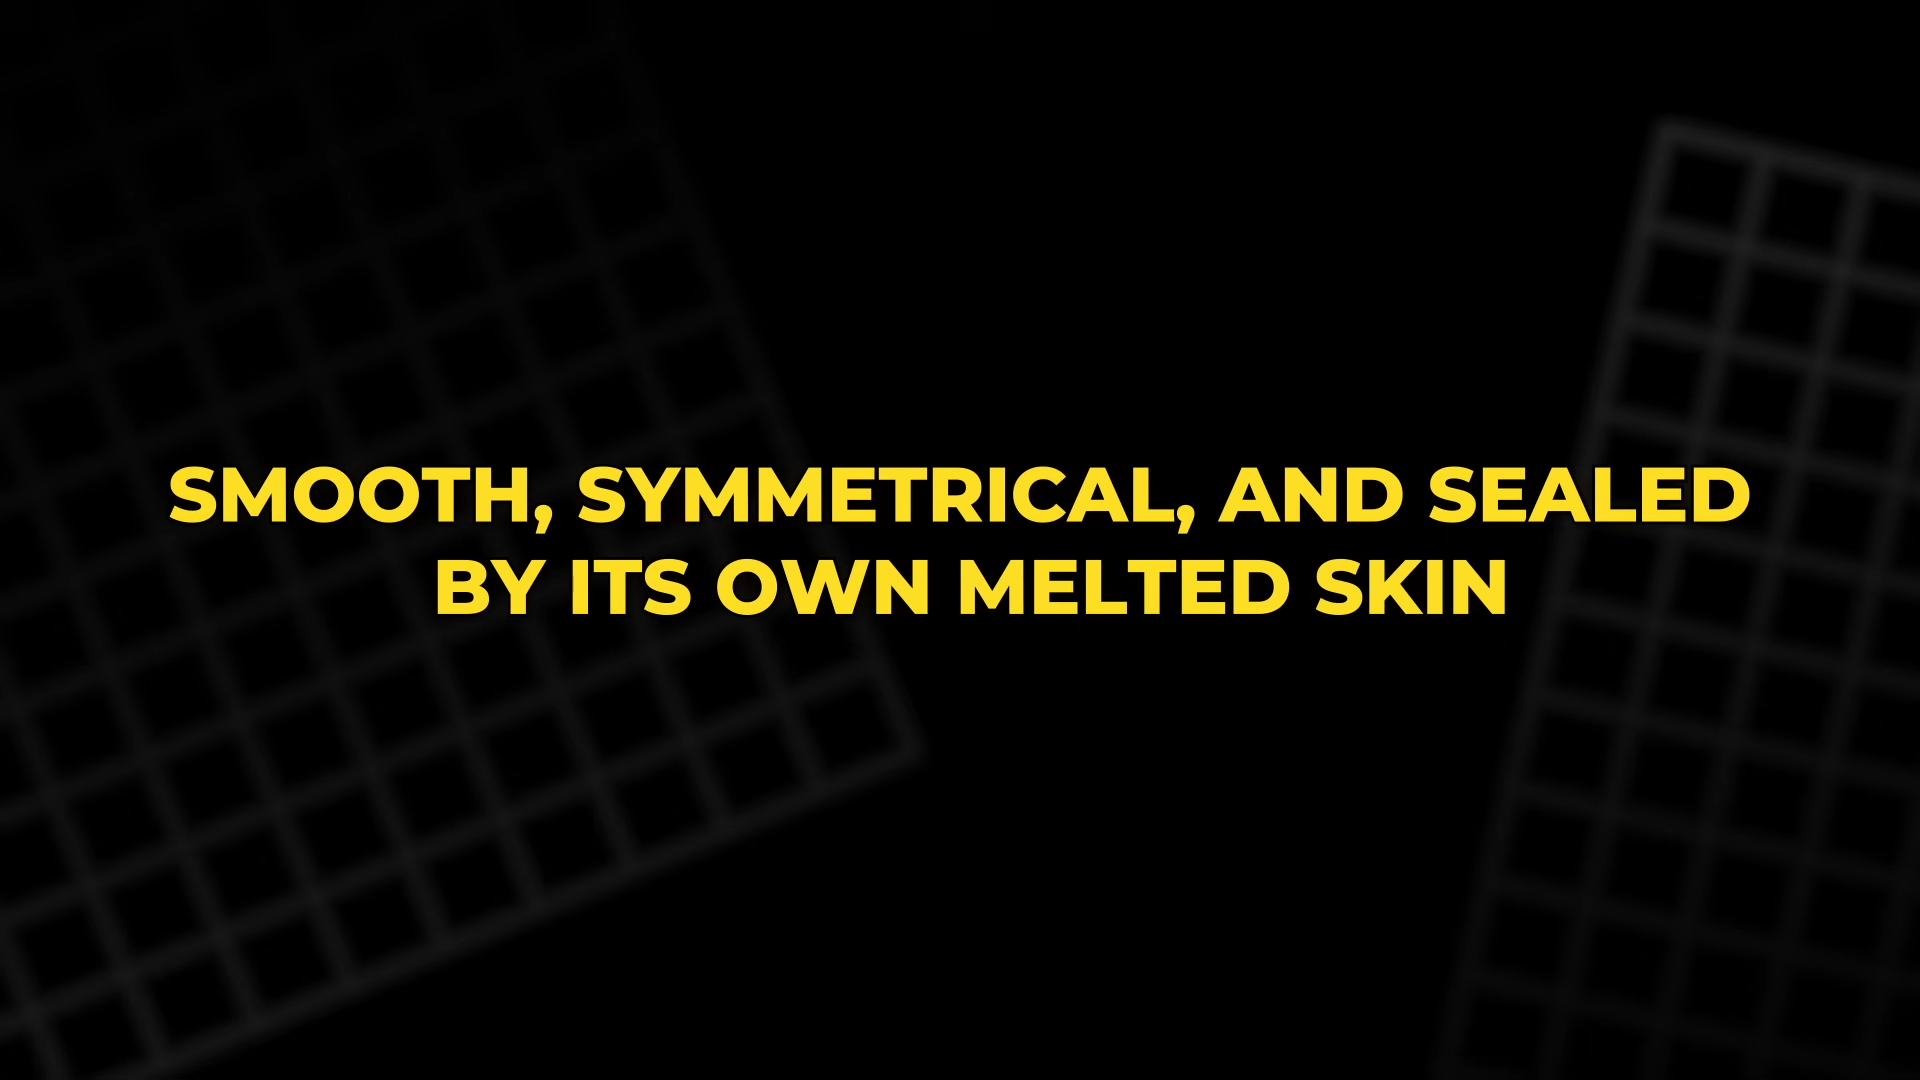 SMOOTH, SYMMETRICAL, AND SEALED
BY ITS OWN MELTED SKIN